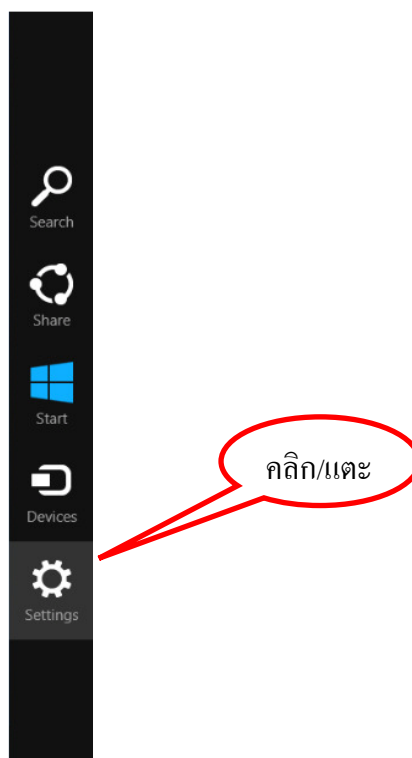 Search
Share
Start
Devices
Settings
คลิก/แตะ